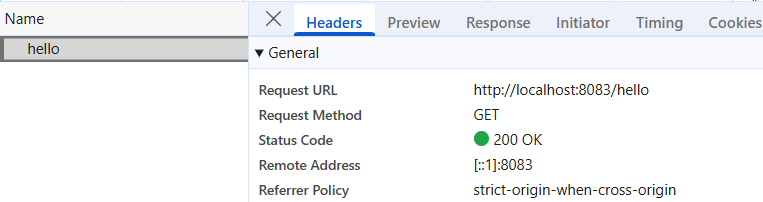 Name
Headers Preview Response Initiator Timing Cookies
hello
General
Request URL http://localhost:8083/hello
Request Method GET
Status Code 200 OK
Remote Address [::1]:8083
Referrer Policy strict-origin-when-cross-origin